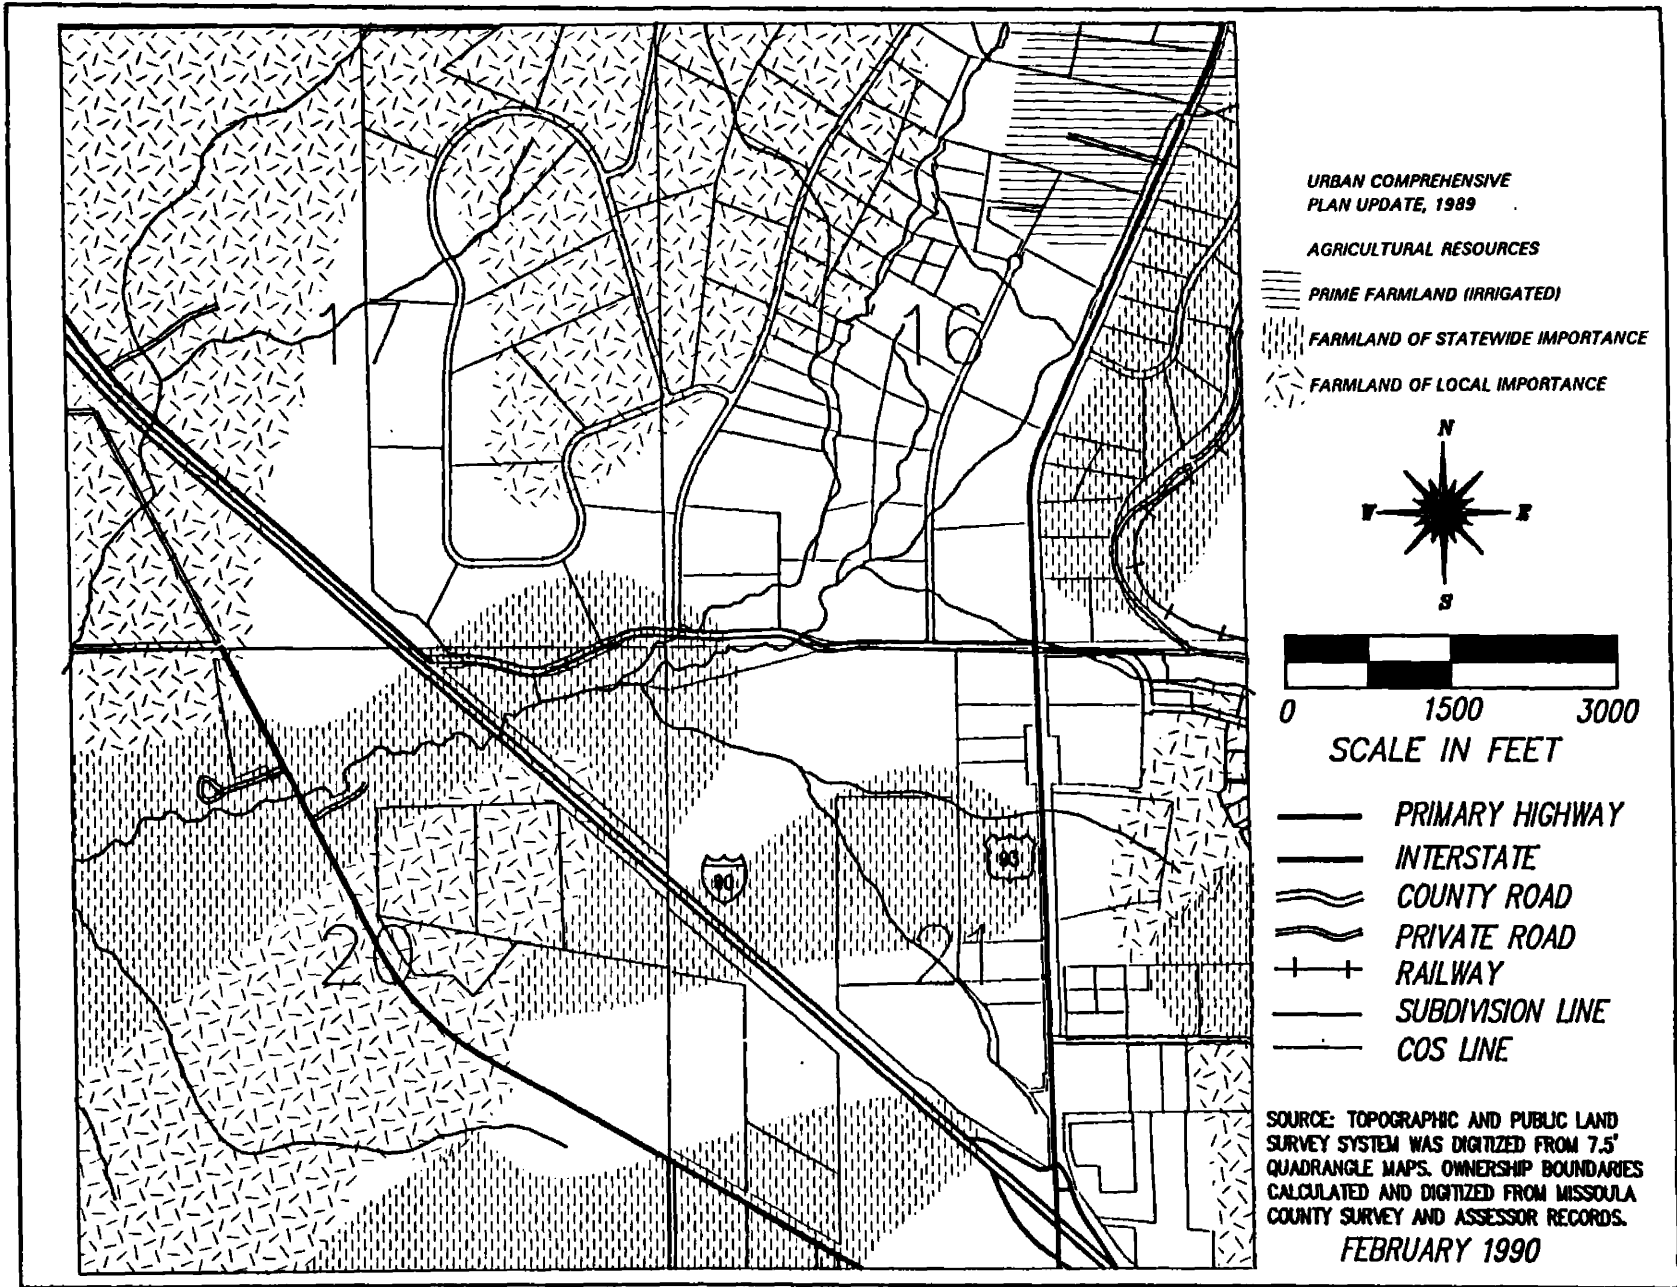 17
16
20
21
90
93
URBAN COMPREHENSIVE
PLAN UPDATE, 1989
AGRICULTURAL RESOURCES
PRIME FARMLAND (IRRIGATED)
FARMLAND OF STATEWIDE IMPORTANCE
FARMLAND OF LOCAL IMPORTANCE
N
W
E
S
0 1500 3000
SCALE IN FEET
PRIMARY HIGHWAY
INTERSTATE
COUNTY ROAD
PRIVATE ROAD
RAILWAY
SUBDIVISION LINE
COS LINE
SOURCE: TOPOGRAPHIC AND PUBLIC LAND
SURVEY SYSTEM WAS DIGITIZED FROM 7.5'
QUADRANGLE MAPS. OWNERSHIP BOUNDARIES
CALCULATED AND DIGITIZED FROM MISSOULA
COUNTY SURVEY AND ASSESSOR RECORDS.
FEBRUARY 1990